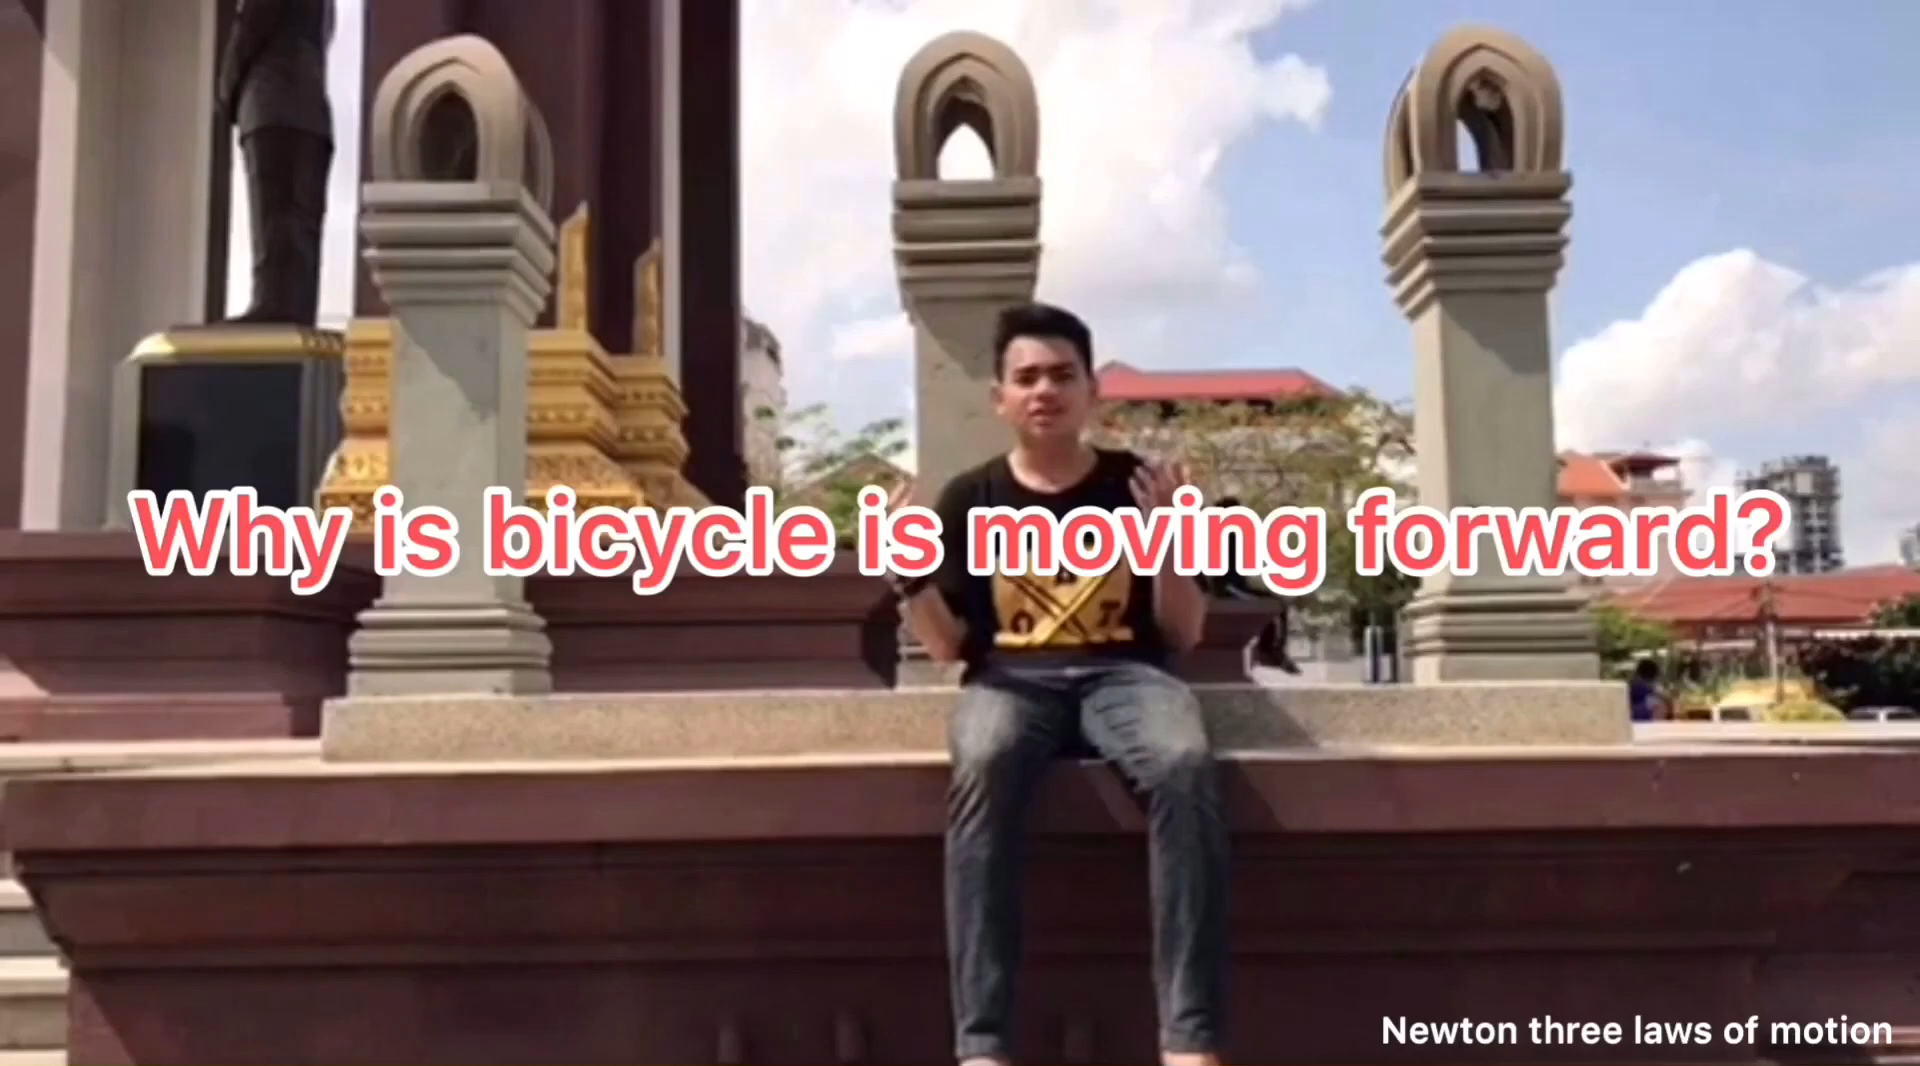 Why is bicycle is moving forward?
Newton three laws of motion